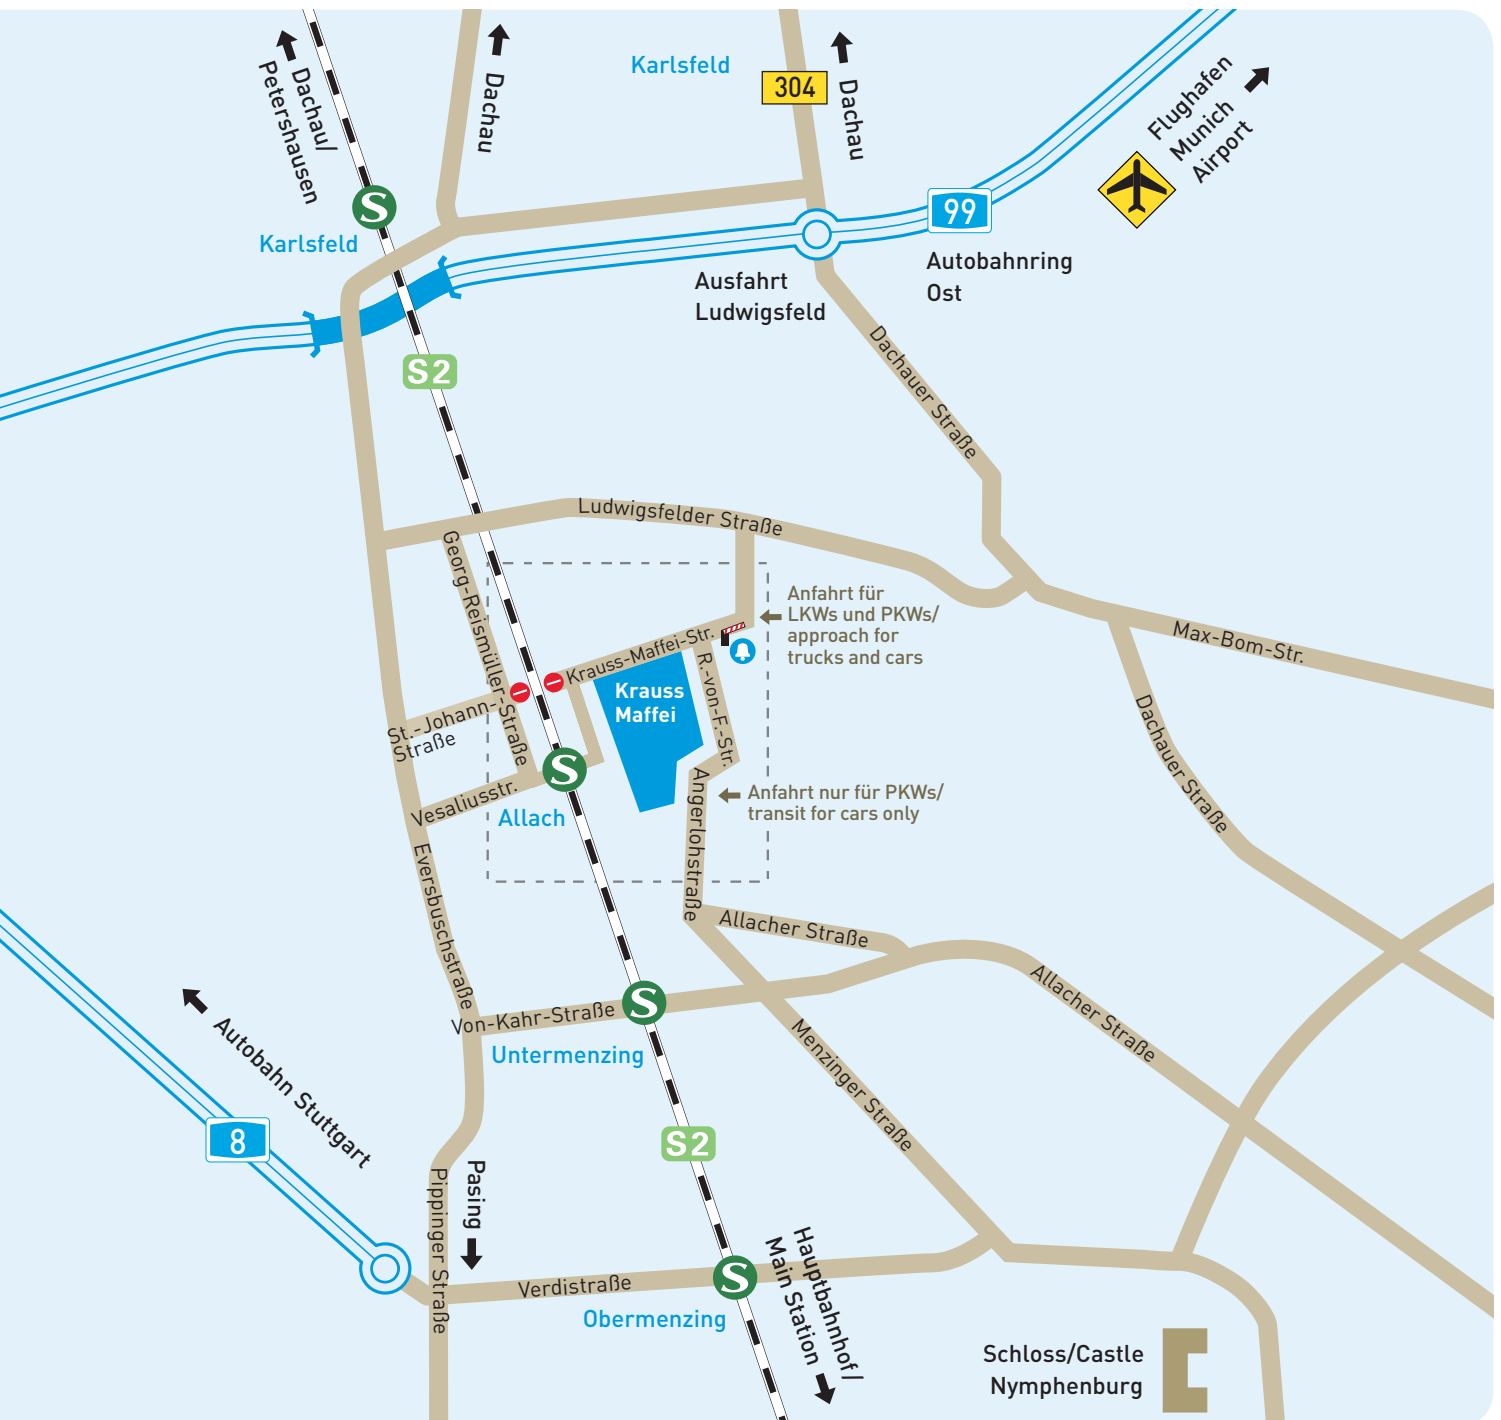 Dachau/
Petershausen
Dachau
Karlsfeld
304
Dachau
Flughafen
Munich
Airport
S
Karlsfeld
99
Autobahnring
Ost
Ausfahrt
Ludwigsfeld
S2
Dachauer Straße
Ludwigsfelder Straße
Georg-Reismüller-Straße
Anfahrt für
LKWs und PKWs/
approach for
trucks and cars
Max-Bom-Str.
Krauss-Maffei-Str.
R.-von-F.-Str.
Krauss
Maffei
St.-Johann-
Straße
Dachauer Straße
S
Vesaliusstr.
Allach
Angerlohstraße
Anfahrt nur für PKWs/
transit for cars only
Eversbuschstraße
Allacher Straße
Allacher Straße
Von-Kahr-Straße
S
Untermenzing
Menzinger Straße
Autobahn Stuttgart
8
S2
Pasing
Pippinger Straße
Verdistraße
S
Obermenzing
Hauptbahnhof/
Main Station
Schloss/Castle
Nymphenburg